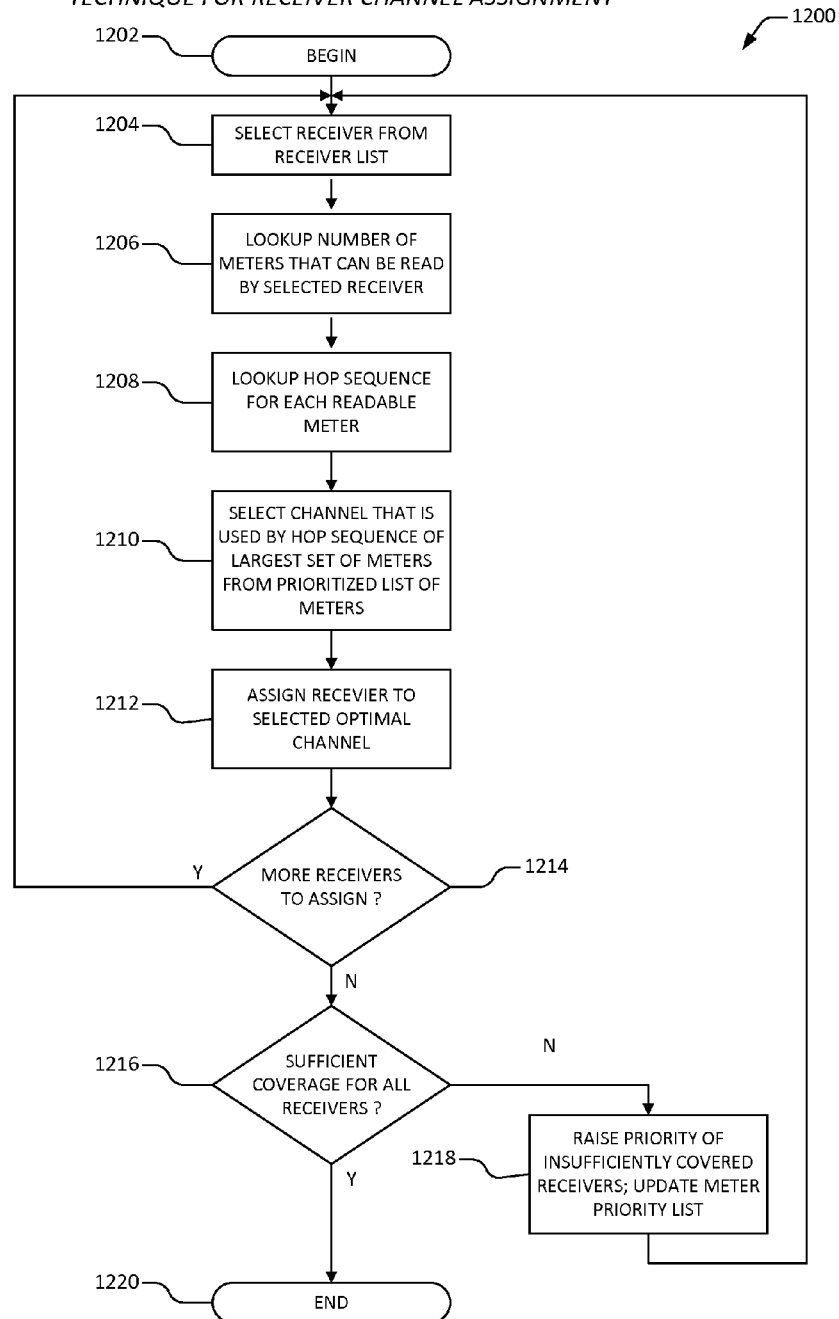 TECHNIQUE FOR RECEIVER CHANNEL ASSIGNMENT
1200
1202
BEGIN
1204
SELECT RECEIVER FROM
RECEIVER LIST
1206
LOOKUP NUMBER OF
METERS THAT CAN BE READ
BY SELECTED RECEIVER
1208
LOOKUP HOP SEQUENCE
FOR EACH READABLE
METER
1210
SELECT CHANNEL THAT IS
USED BY HOP SEQUENCE OF
LARGEST SET OF METERS
FROM PRIORITIZED LIST OF
METERS
1212
ASSIGN RECEVIER TO
SELECTED OPTIMAL
CHANNEL
1214
Y
MORE RECEIVERS
TO ASSIGN ?
N
1216
SUFFICIENT
COVERAGE FOR ALL
RECEIVERS ?
N
1218
RAISE PRIORITY OF
INSUFFICIENTLY COVERED
RECEIVERS; UPDATE METER
PRIORITY LIST
Y
1220
END